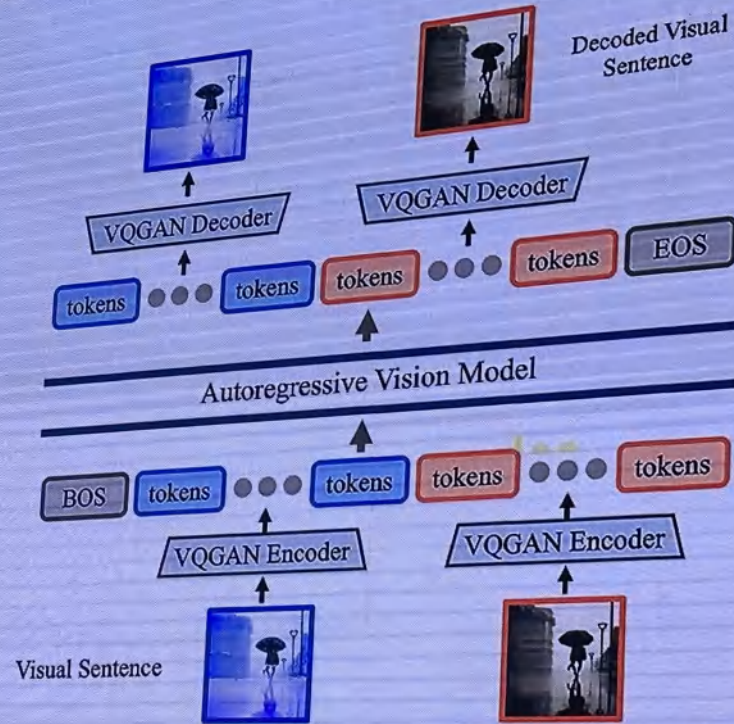 Decoded Visual
Sentence
VQGAN Decoder
VQGAN Decoder
tokens
tokens
tokens
tokens
EOS
Autoregressive Vision Model
BOS
tokens
tokens
tokens
tokens
VQGAN Encoder
VQGAN Encoder
Visual Sentence